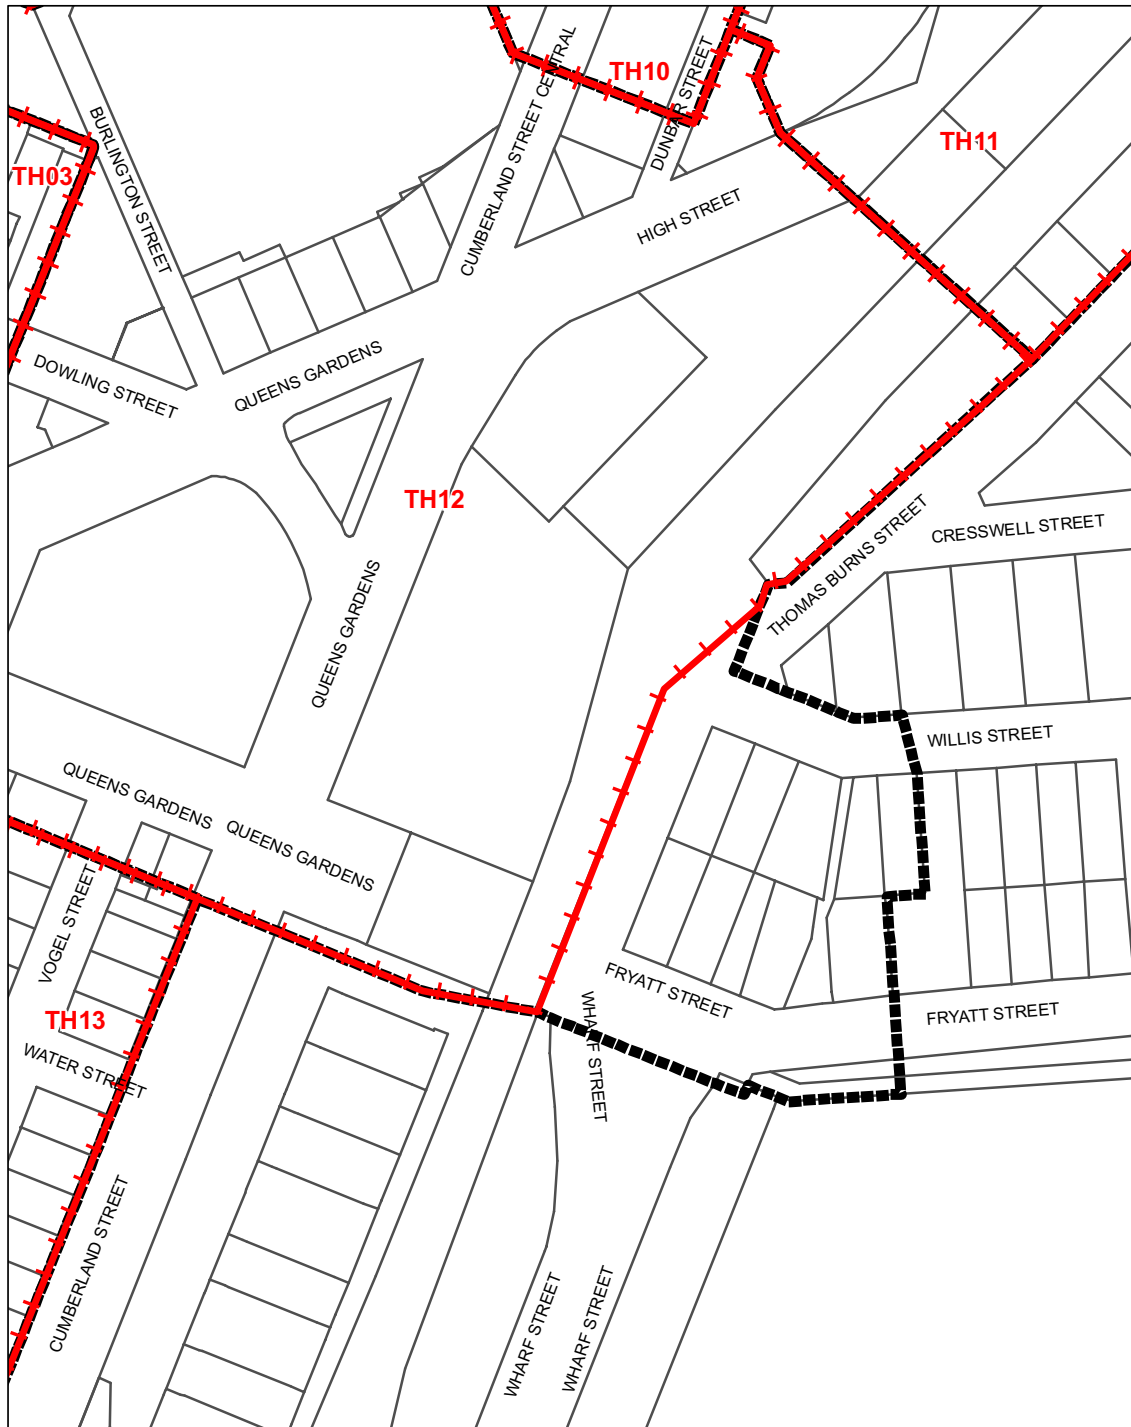 TH10
CUMBERLAND STREET CENTRAL
DUNBAR STREET
TH11
BURLINGTON STREET
TH03
HIGH STREET
DOWLING STREET
QUEENS GARDENS
TH12
CRESSWELL STREET
THOMAS BURNS STREET
QUEENS GARDENS
WILLIS STREET
QUEENS GARDENS
QUEENS GARDENS
VOGEL STREET
FRYATT STREET
FRYATT STREET
TH13
WHARF STREET
WATER STREET
CUMBERLAND STREET
WHARF STREET
WHARF STREET